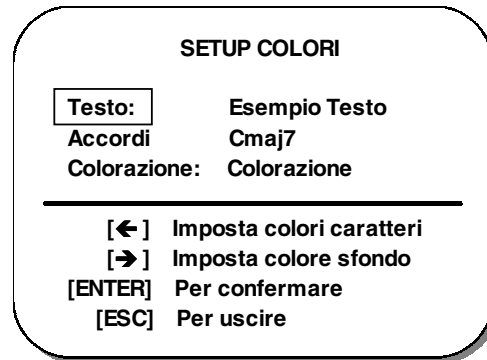 SETUP COLORI
Testo: Esempio Testo
Accordi Cmaj7
Colorazione: Colorazione
[←] Imposta colori caratteri
[→] Imposta colore sfondo
[ENTER] Per confermare
[ESC] Per uscire